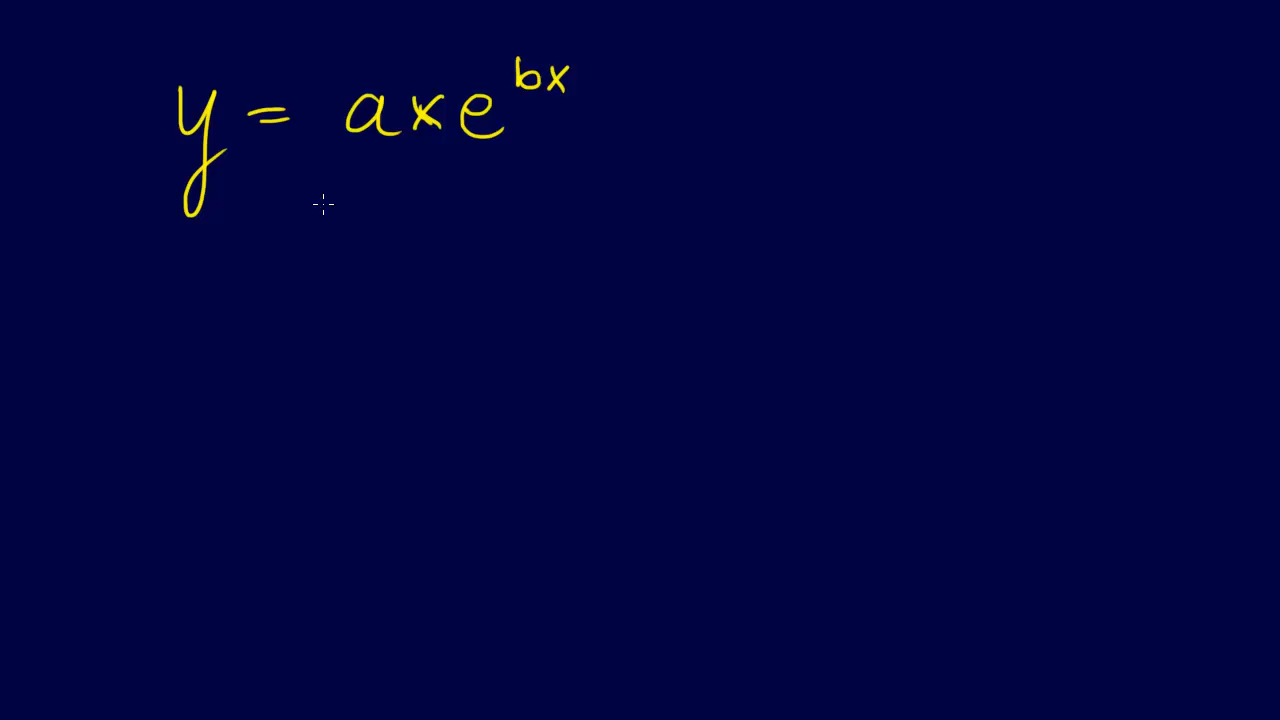 y = axe^{bx}